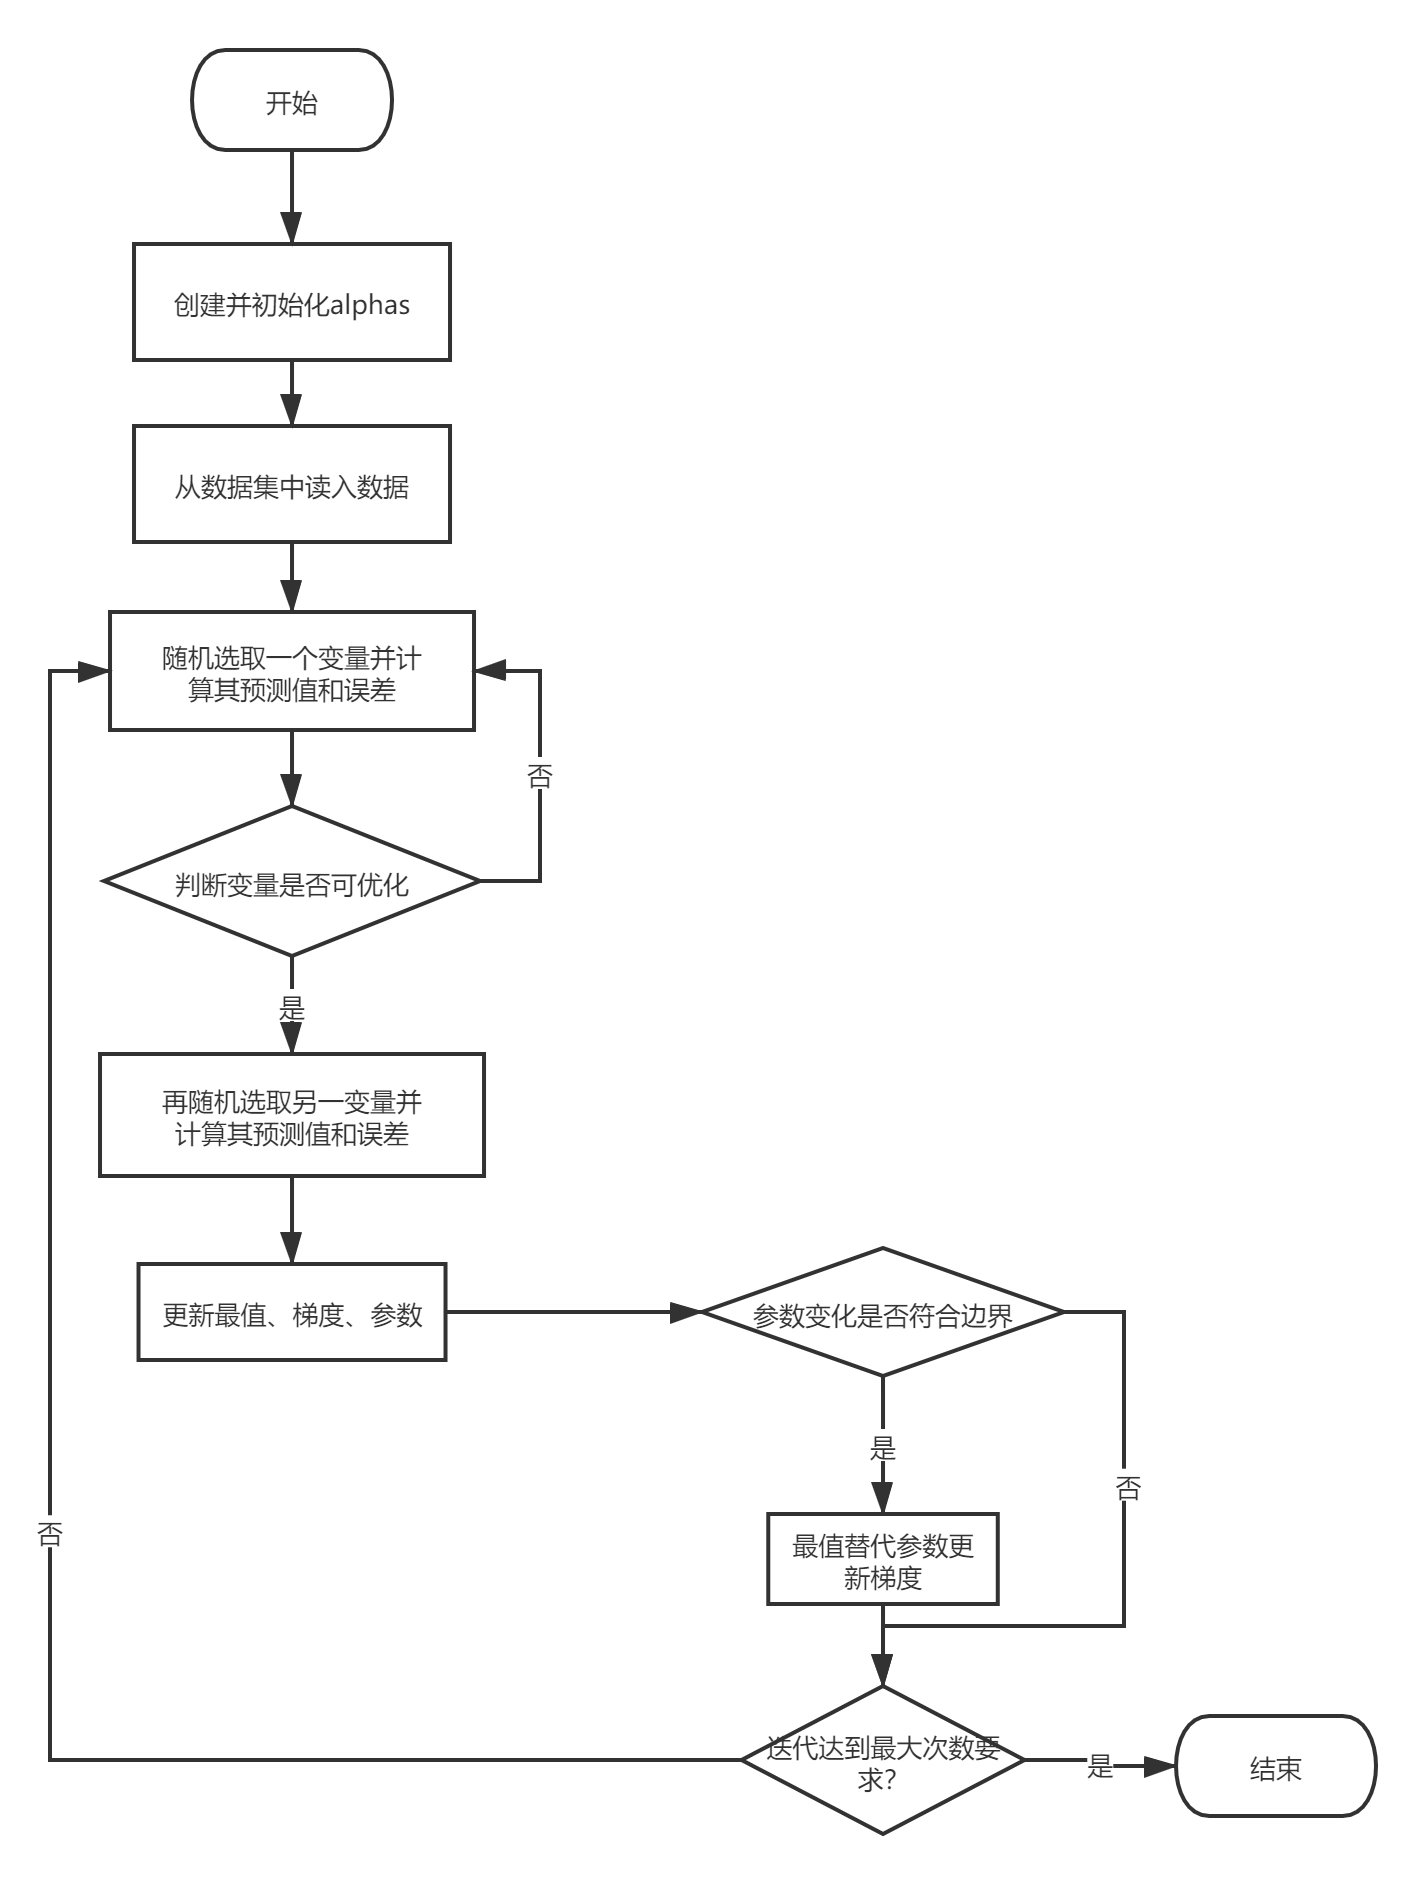 开始
创建并初始化alphas
从数据集中读入数据
随机选取一个变量并计
算其预测值和误差
否
判断变量是否可优化
是
再随机选取另一变量并
计算其预测值和误差
更新最值、梯度、参数
参数变化是否符合边界
是
否
最值替代参数更
新梯度
否
迭代达到最大次数要
求？
是
结束